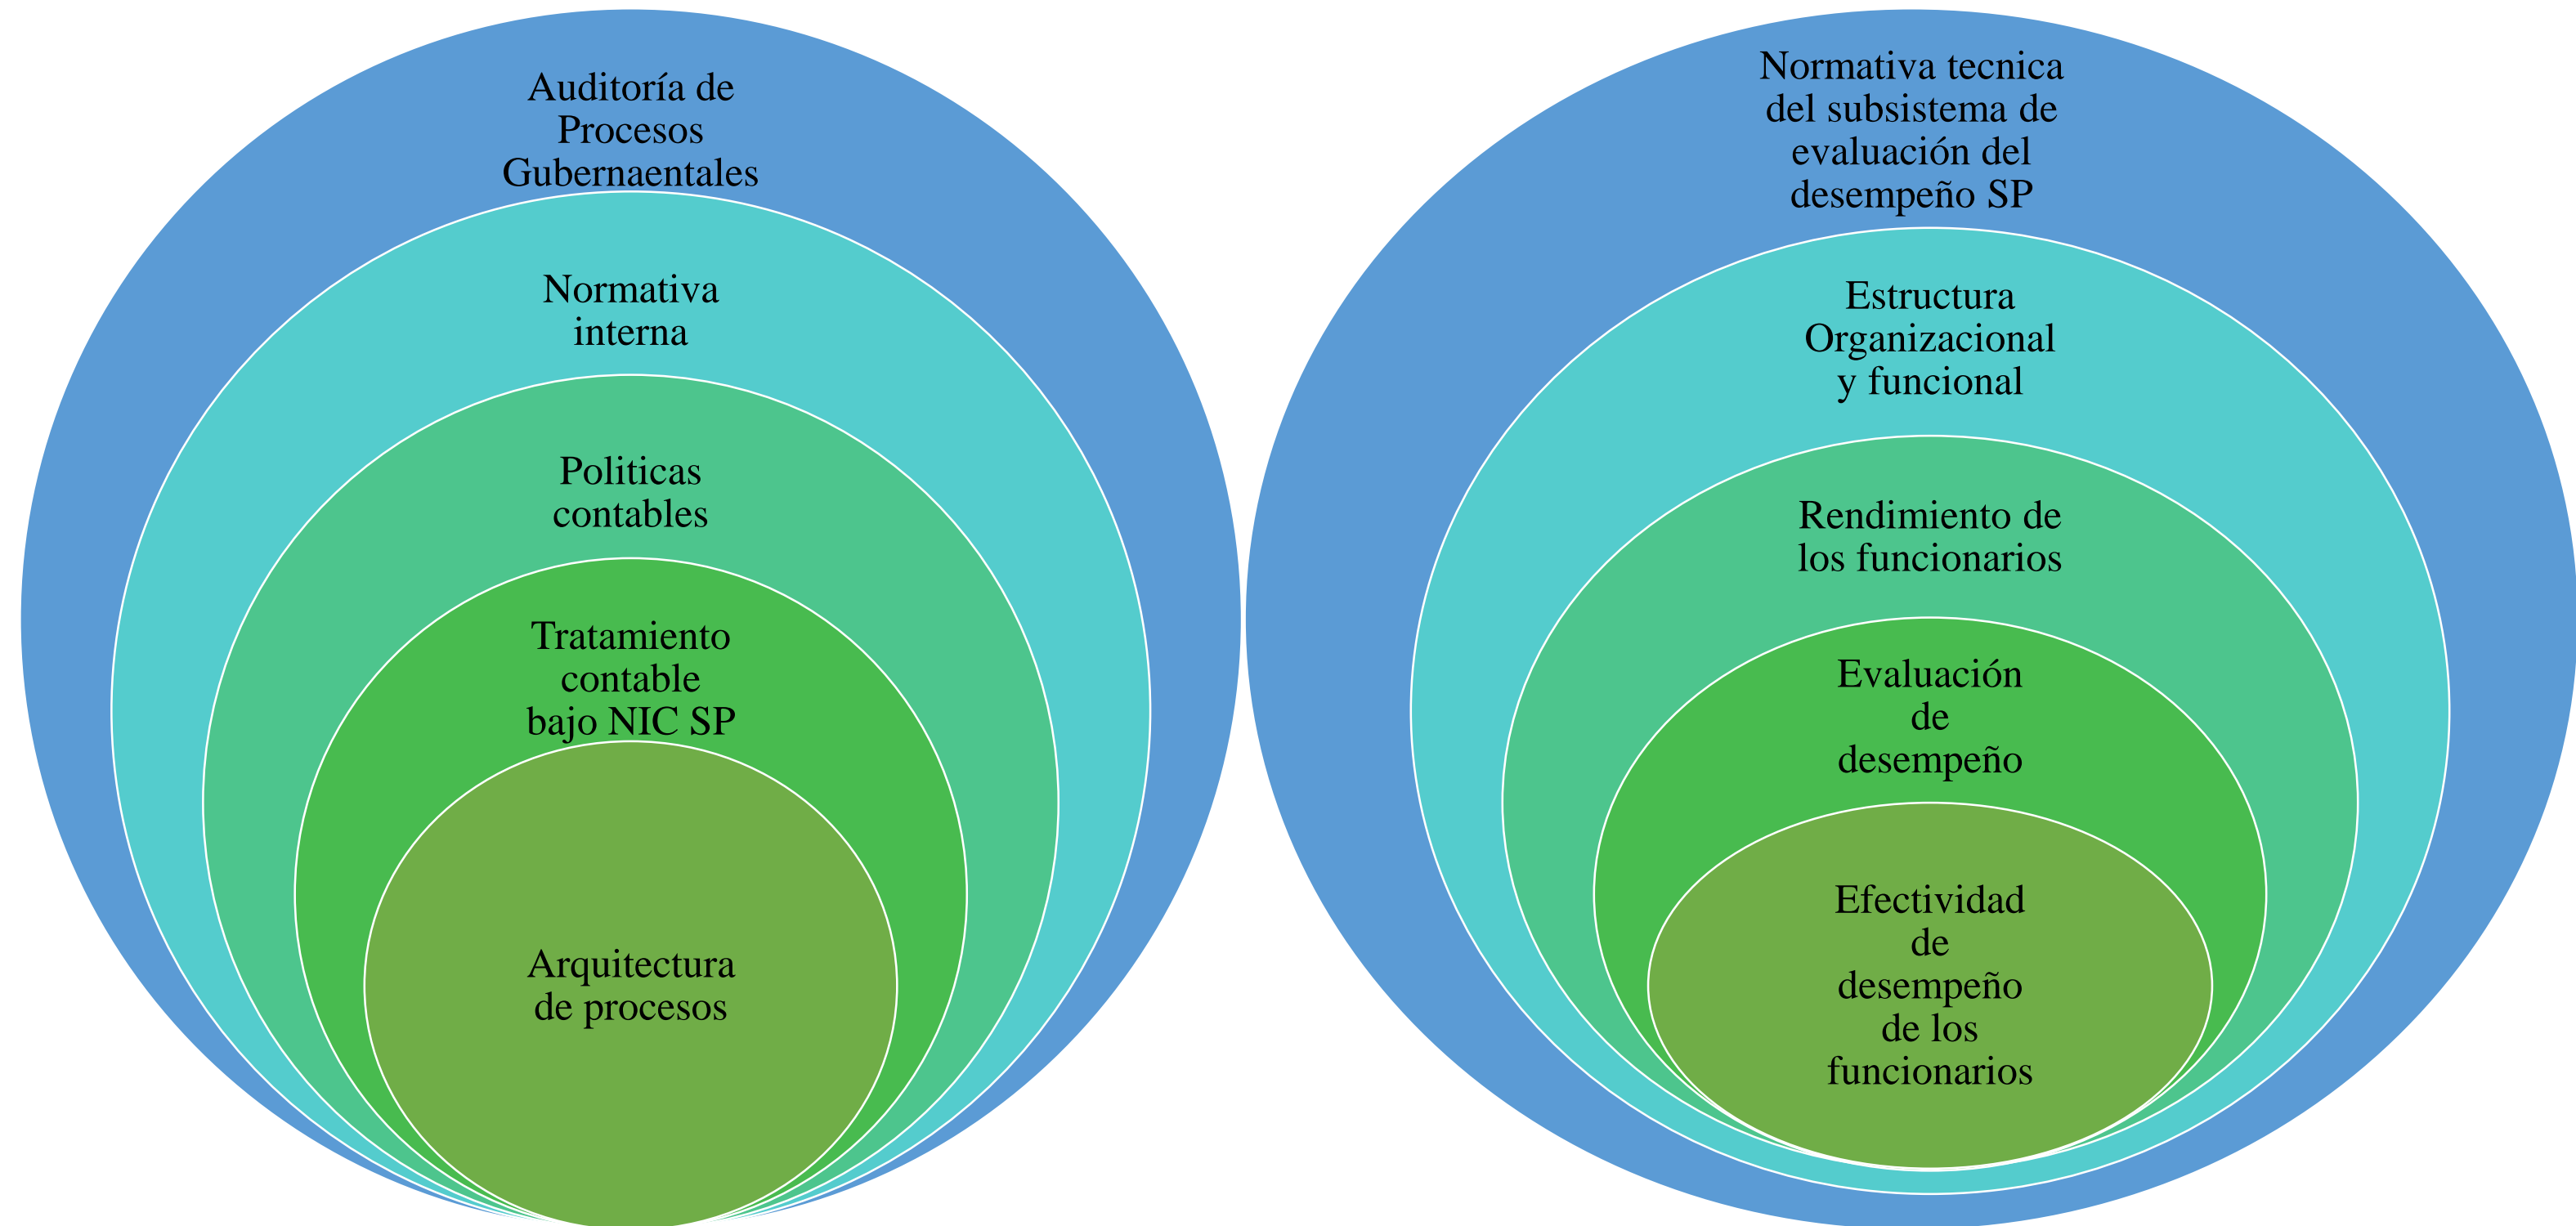 Auditoría de
Procesos
Gubernaentales
Normativa
interna
Politicas
contables
Tratamiento
contable
bajo NIC SP
Arquitectura
de procesos
Normativa tecnica
del subsistema de
evaluación del
desempeño SP
Estructura
Organizacional
y funcional
Rendimiento de
los funcionarios
Evaluación
de
desempeño
Efectividad
de
desempeño
de los
funcionarios